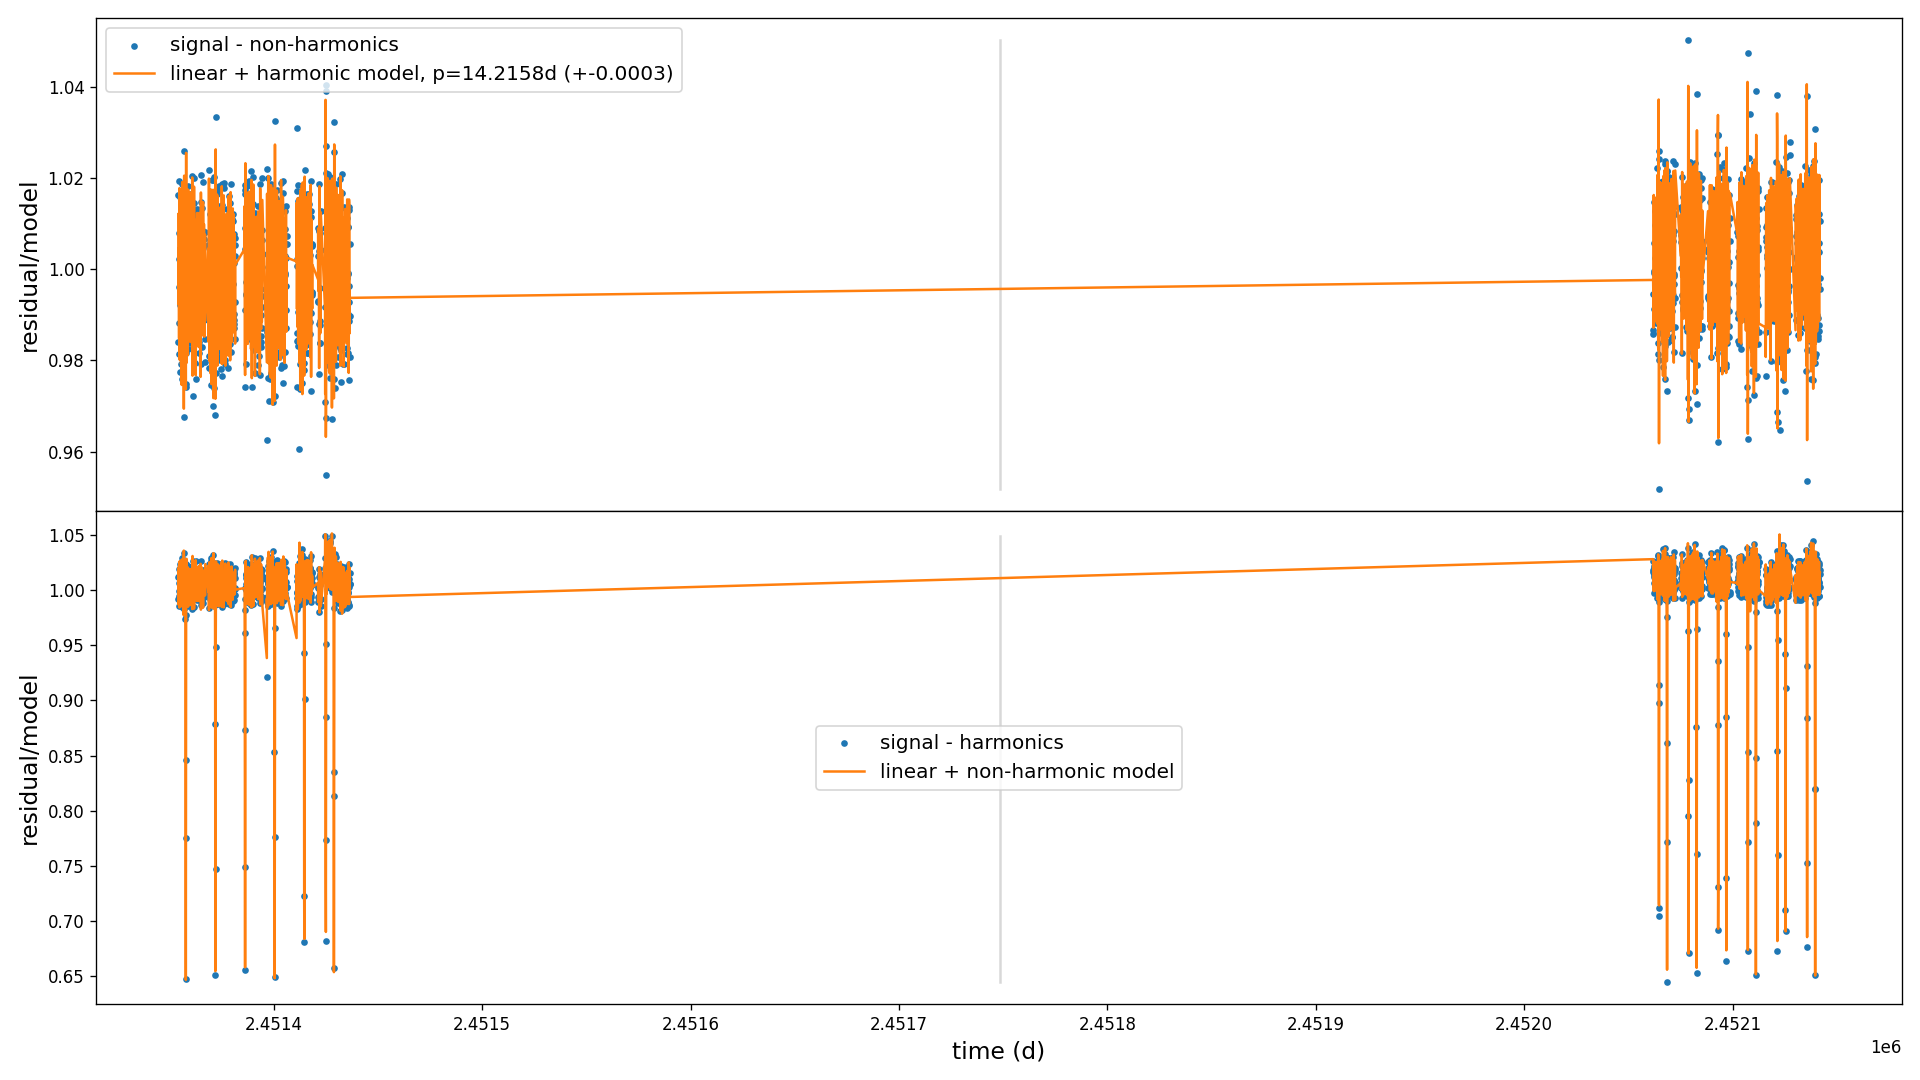 signal - non-harmonics
linear + harmonic model, p=14.2158d (+-0.0003)
1.04
1.02
1.00
0.98
0.96
residual/model
1.05
1.00
0.95
0.90
0.85
0.80
0.75
0.70
0.65
residual/model
signal - harmonics
linear + non-harmonic model
2.4514
2.4515
2.4516
2.4517
2.4518
2.4519
2.4520
2.4521
1e6
time (d)